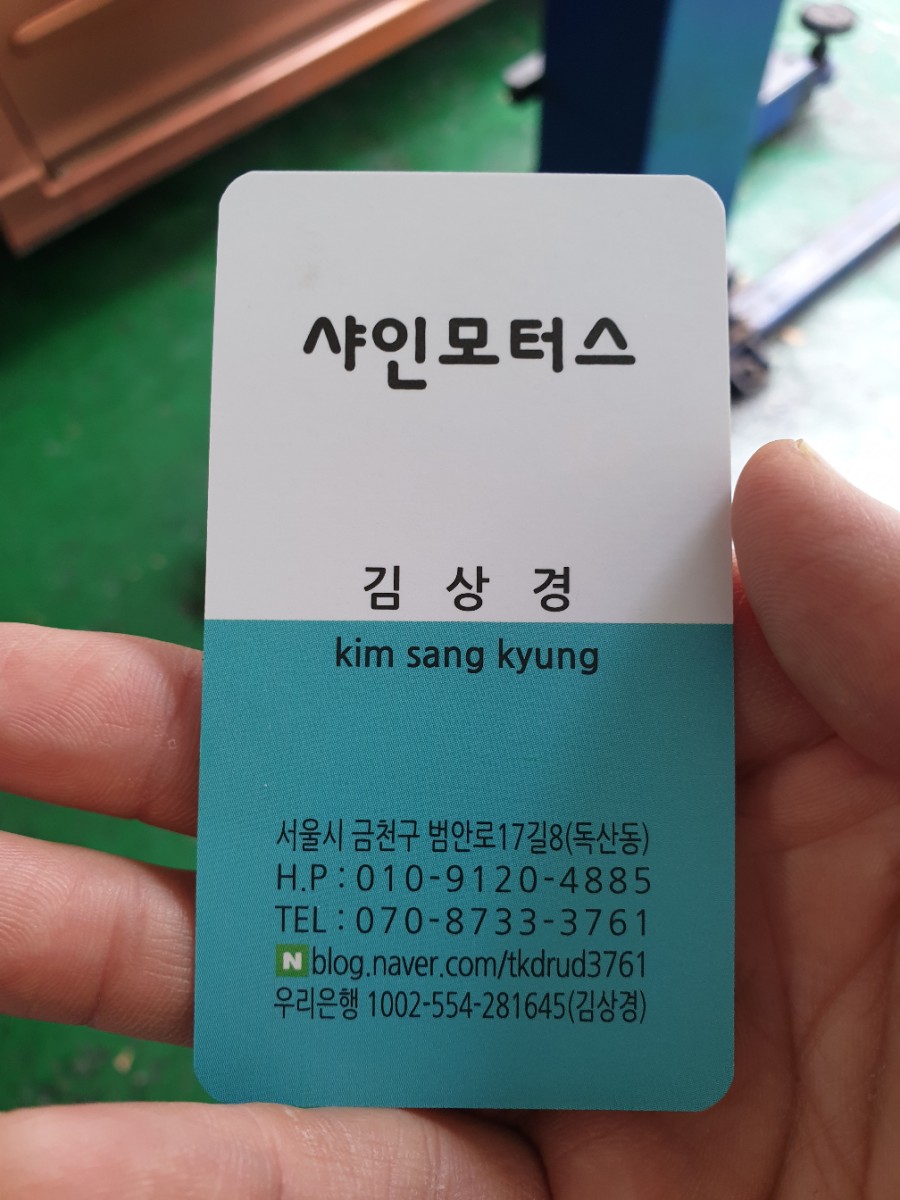 샤인모터스
김 상 경
kim sang kyung
서울시 금천구 범안로17길8(독산동)
H.P : 010-9120-4885
TEL : 070-8733-3761
N blog.naver.com/tkdrud3761
우리은행 1002-554-281645(김상경)